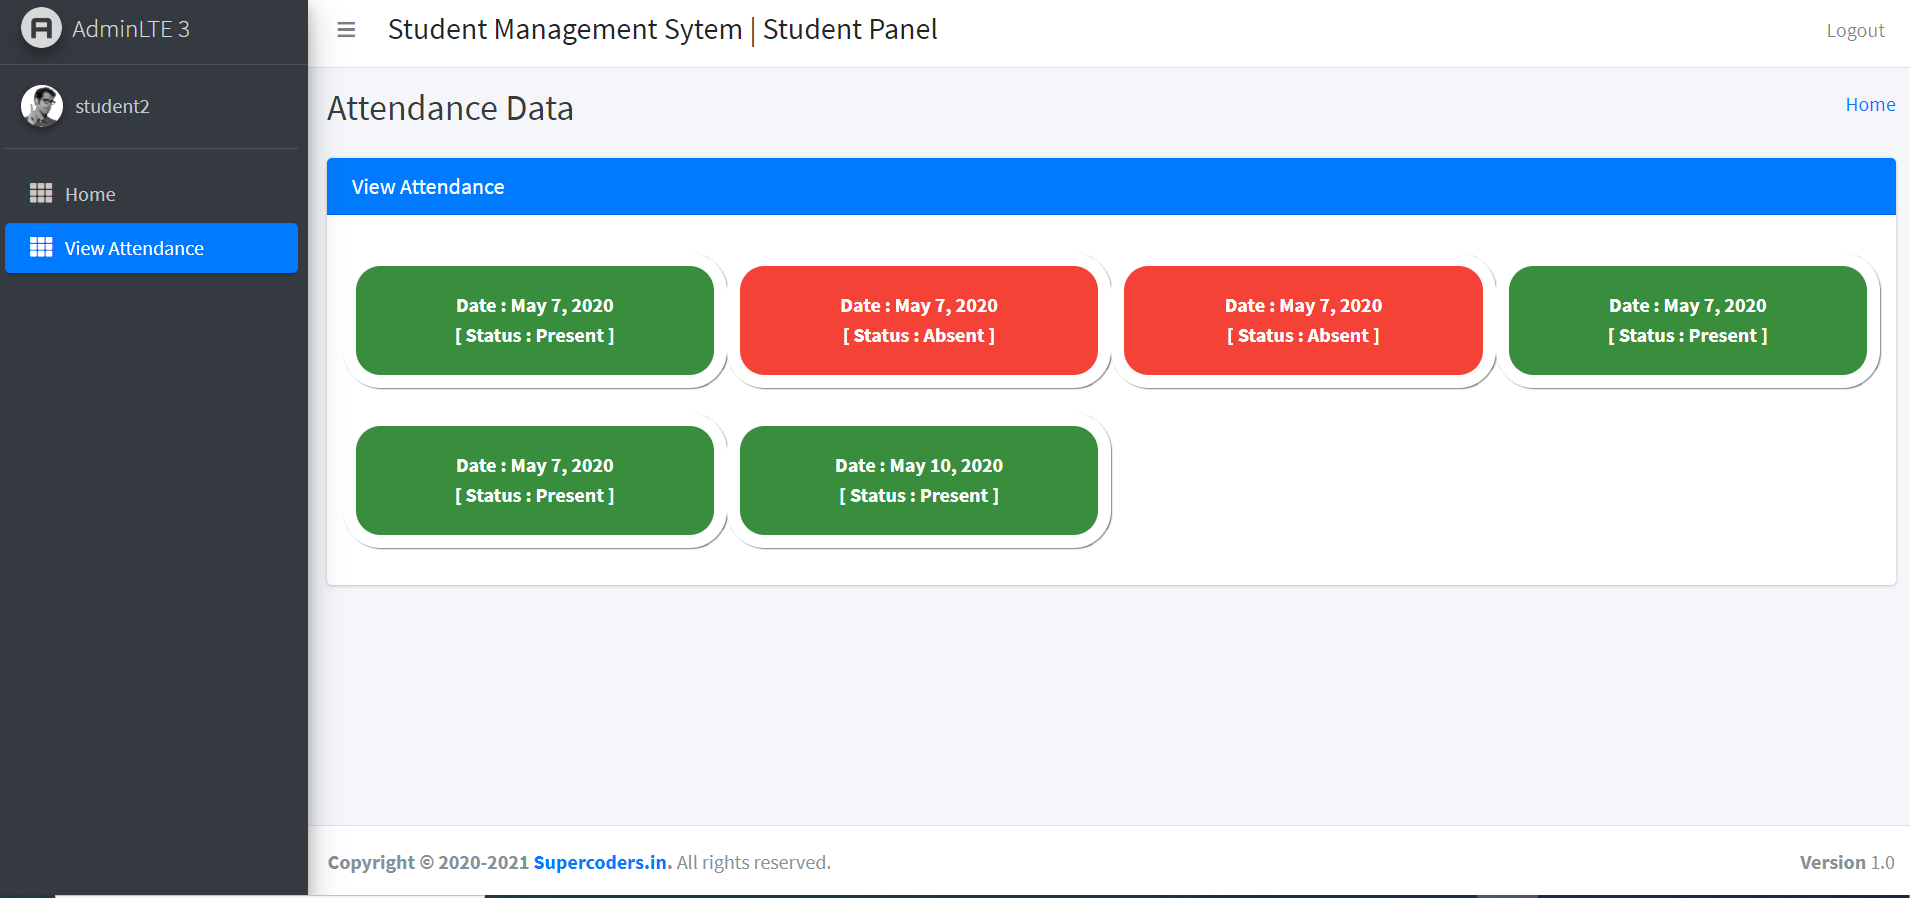 AdminLTE 3
Student Management Sytem | Student Panel
Logout
student2
Attendance Data
Home
Home
View Attendance
View Attendance
Date : May 7, 2020
[ Status : Present ]
Date : May 7, 2020
[ Status : Absent ]
Date : May 7, 2020
[ Status : Absent ]
Date : May 7, 2020
[ Status : Present ]
Date : May 7, 2020
[ Status : Present ]
Date : May 10, 2020
[ Status : Present ]
Copyright © 2020-2021 Supercoders.in. All rights reserved.
Version 1.0